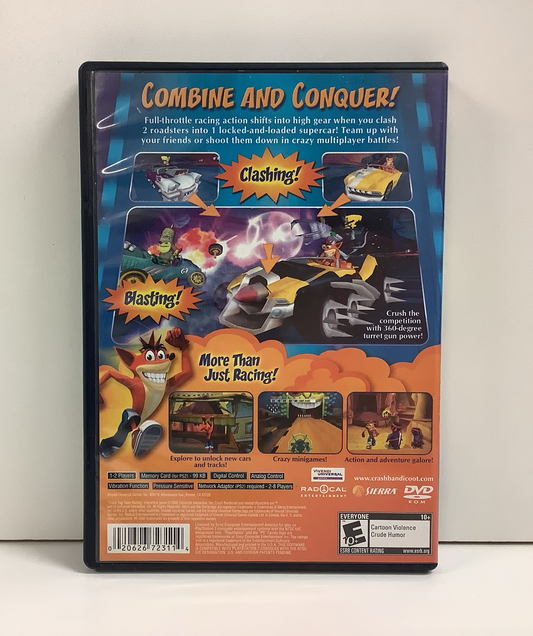 COMBINE AND CONQUER!
Full-throttle racing action shifts into high gear when you clash
2 roadsters into 1 locked-and-loaded supercar! Team up with
your friends or shoot them down in crazy multiplayer battles!
Clashing!
Blasting!
Crush the
competition
with 360-degree
turret gun power!
More Than
Just Racing!
Explore to unlock new cars
and tracks!
Crazy minigames!
Action and adventure galore!
1-2 Players
Memory Card (for PS2) - 99 KB
Digital Control
Analog Control
Vibration Function
Pressure Sensitive
Network Adaptor (PS2) required - 2-8 Players
VIVENDI
UNIVERSAL
games
www.crashbandicoot.com
RADICAL
ENTERTAINMENT
SIERRA
DVD
ROM
0 20626 72311 4
EVERYONE 10+
E
10+
Cartoon Violence
Crude Humor
ESRB CONTENT RATING www.esrb.org